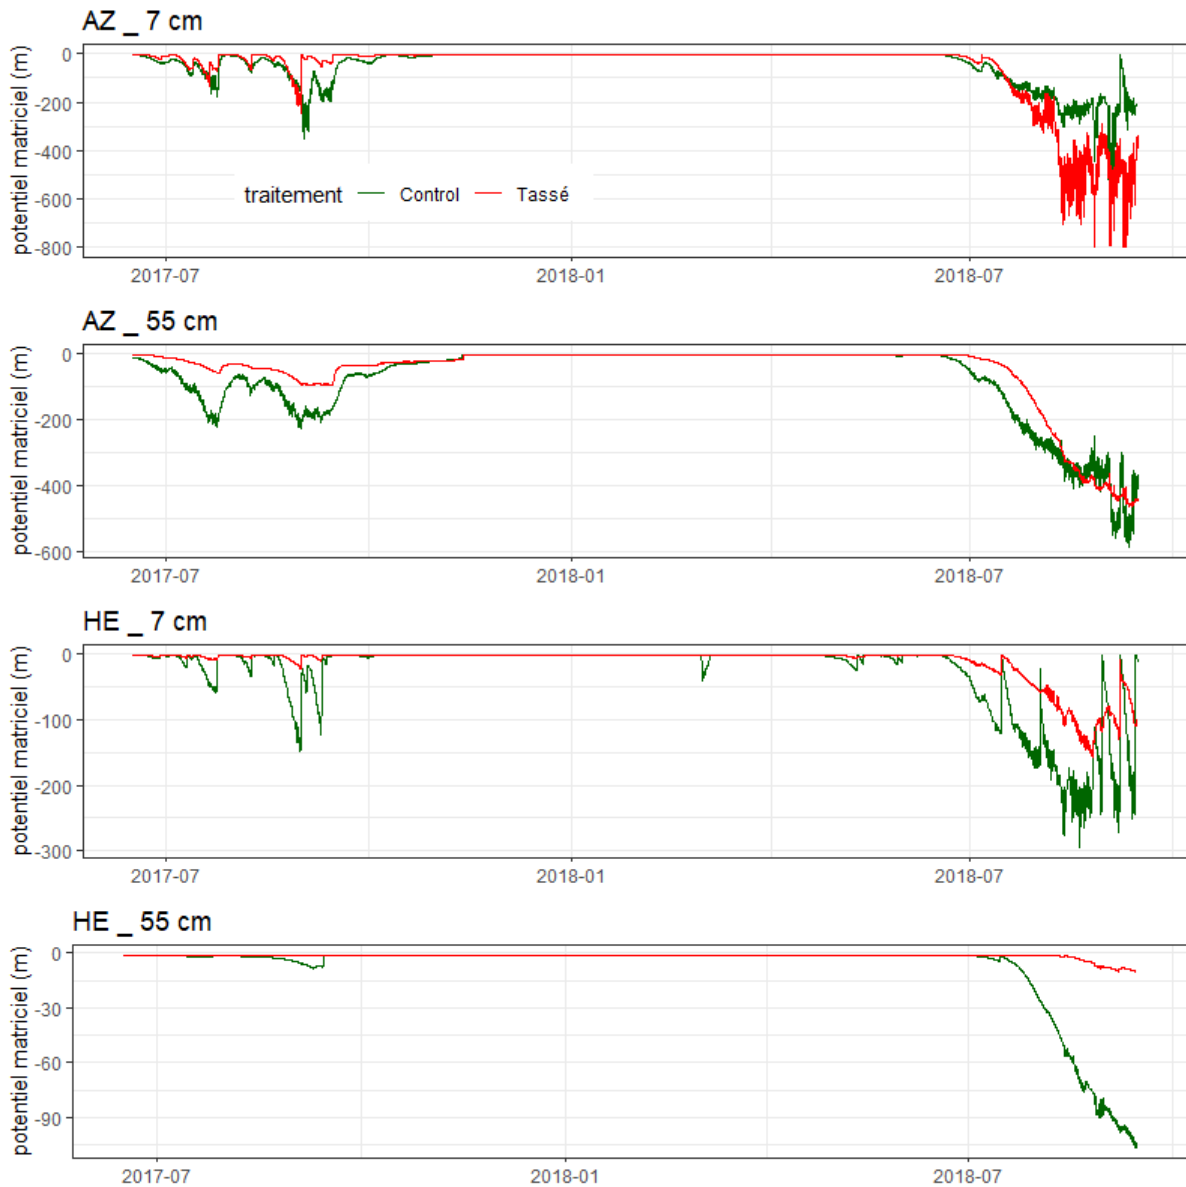 AZ _ 7 cm
potentiel matriciel (m)
0
-200
-400
-600
-800
traitement Control Tassé
2017-07 2018-01 2018-07
AZ _ 55 cm
potentiel matriciel (m)
0
-200
-400
-600
2017-07 2018-01 2018-07
HE _ 7 cm
potentiel matriciel (m)
0
-100
-200
-300
2017-07 2018-01 2018-07
HE _ 55 cm
potentiel matriciel (m)
0
-30
-60
-90
2017-07 2018-01 2018-07